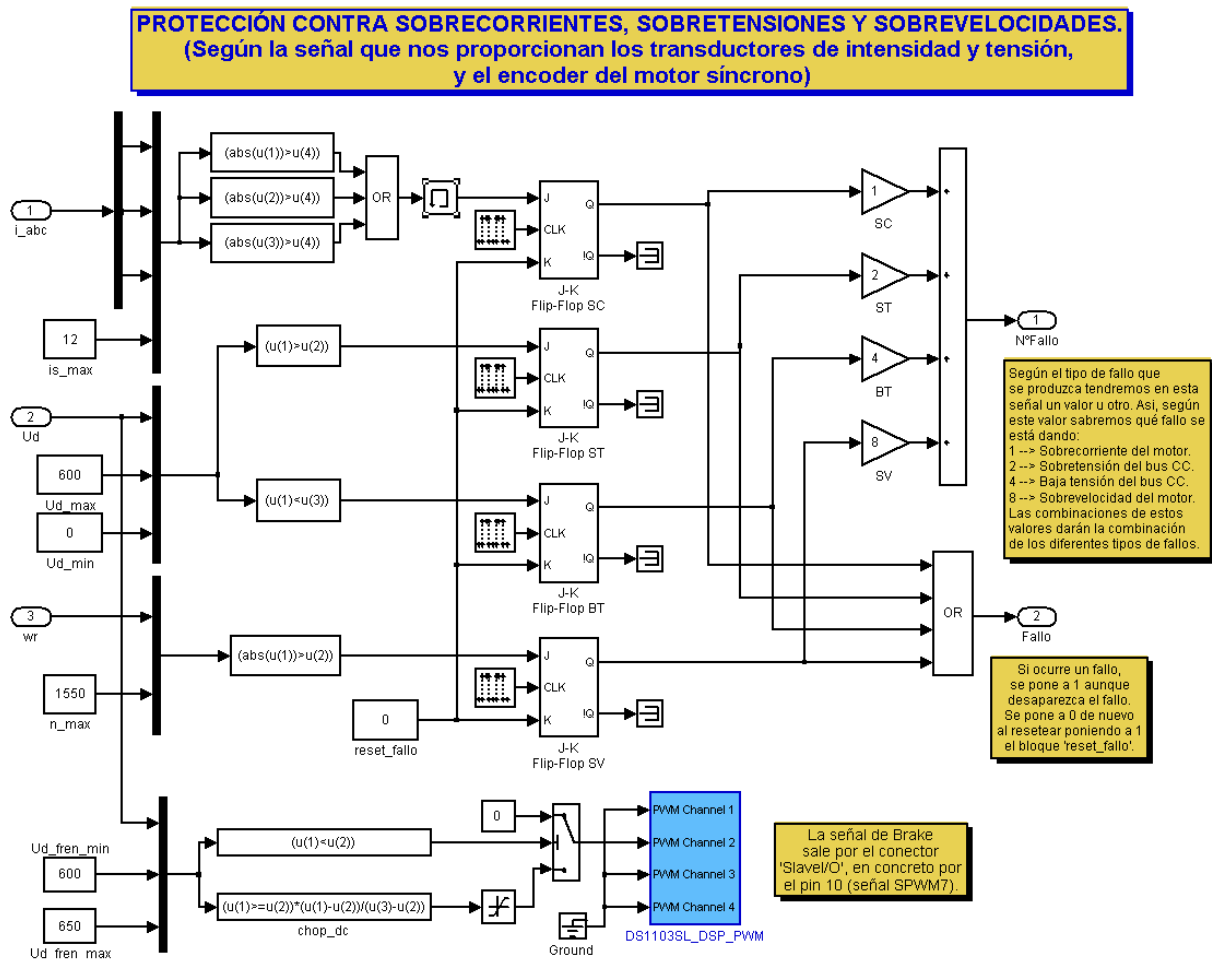 PROTECCIÓN CONTRA SOBRECORRIENTES, SOBRETENSIONES Y SOBREVELOCIDADES.
(Según la señal que nos proporcionan los transductores de intensidad y tensión,
y el encoder del motor síncrono)
1
i_abc
12
is_max
(abs(u(1))>u(4))
(abs(u(2))>u(4))
(abs(u(3))>u(4))
OR
J
CLK
K
Q
!Q
J-K
Flip-Flop SC
1
SC
2
ST
4
BT
8
SV
+
+
+
+
1
NºFallo
2
Ud
600
Ud_max
0
Ud_min
(u(1)>u(2))
J
CLK
K
Q
!Q
J-K
Flip-Flop ST
(u(1)<u(3))
J
CLK
K
Q
!Q
J-K
Flip-Flop BT
Según el tipo de fallo que
se produzca tendremos en esta
señal un valor u otro. Asi, según
este valor sabremos qué fallo se
está dando:
1 --> Sobrecorriente del motor.
2 --> Sobretensión del bus CC.
4 --> Baja tensión del bus CC.
8 --> Sobrevelocidad del motor.
Las combinaciones de estos
valores darán la combinación
de los diferentes tipos de fallos.
3
wr
1550
n_max
(abs(u(1))>u(2))
0
reset_fallo
J
CLK
K
Q
!Q
J-K
Flip-Flop SV
OR
2
Fallo
Si ocurre un fallo,
se pone a 1 aunque
desaparezca el fallo.
Se pone a 0 de nuevo
al resetear poniendo a 1
el bloque 'reset_fallo'.
Ud_fren_min
600
650
Ud_fren_max
(u(1)<u(2))
(u(1)>=u(2))*(u(1)-u(2))/(u(3)-u(2))
chop_dc
0
Ground
PWM Channel 1
PWM Channel 2
PWM Channel 3
PWM Channel 4
DS1103SL_DSP_PWM
La señal de Brake
sale por el conector
'SlaveI/O', en concreto por
el pin 10 (señal SPWM7).